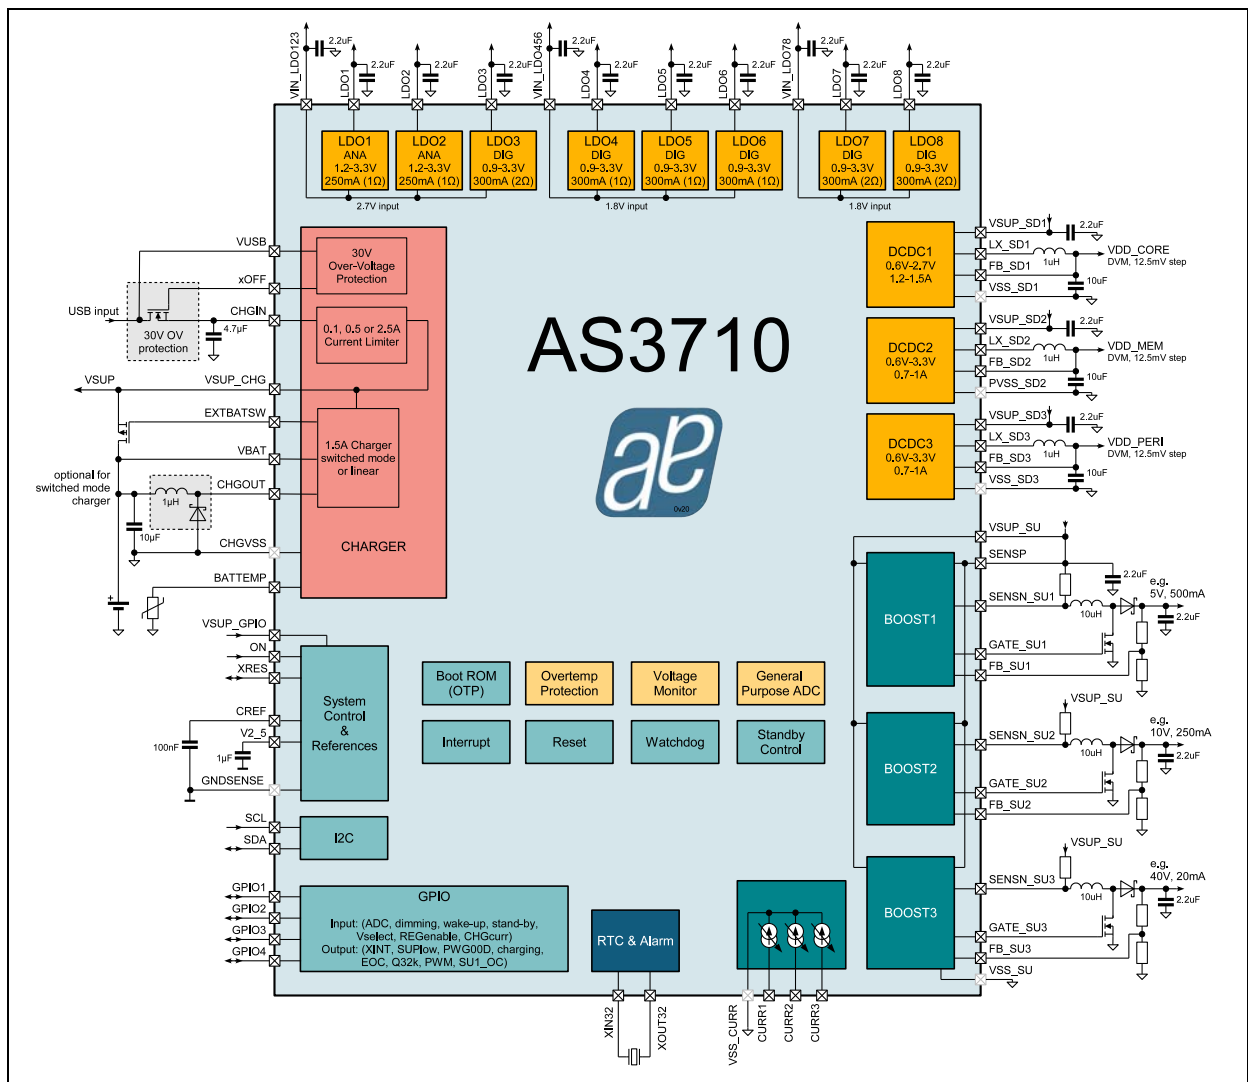 VIN_LDO123
2.2uF
LDO1
2.2uF
LDO2
2.2uF
LDO3
2.2uF
VIN_LDO456
2.2uF
LDO4
2.2uF
LDO5
2.2uF
LDO6
2.2uF
VIN_LDO78
2.2uF
LDO7
2.2uF
LDO8
2.2uF
LDO1
ANA
1.2-3.3V
250mA (1Ω)
LDO2
ANA
1.2-3.3V
250mA (1Ω)
LDO3
DIG
0.9-3.3V
300mA (2Ω)
LDO4
DIG
0.9-3.3V
300mA (1Ω)
LDO5
DIG
0.9-3.3V
300mA (1Ω)
LDO6
DIG
0.9-3.3V
300mA (1Ω)
LDO7
DIG
0.9-3.3V
300mA (2Ω)
LDO8
DIG
0.9-3.3V
300mA (2Ω)
2.7V input
1.8V input
1.8V input
VUSB
xOFF
USB input
CHGIN
30V OV
protection
4.7µF
VSUP
VSUP_CHG
EXTBATSW
VBAT
optional for
switched mode
charger
CHGOUT
1µH
10µF
CHGVSS
BATTEMP
+
30V
Over-Voltage
Protection
0.1, 0.5 or 2.5A
Current Limiter
1.5A Charger
switched mode
or linear
CHARGER
AS3710
ae
0v20
DCDC1
0.6V-2.7V
1.2-1.5A
VSUP_SD1
2.2uF
LX_SD1
1uH
VDD_CORE
DVM, 12.5mV step
FB_SD1
10uF
VSS_SD1
DCDC2
0.6V-3.3V
0.7-1A
VSUP_SD2
2.2uF
LX_SD2
1uH
VDD_MEM
DVM, 12.5mV step
FB_SD2
10uF
PVSS_SD2
DCDC3
0.6V-3.3V
0.7-1A
VSUP_SD3
2.2uF
LX_SD3
1uH
VDD_PERI
DVM, 12.5mV step
FB_SD3
10uF
VSS_SD3
VSUP_SU
SENSP
2.2uF
BOOST1
SENSN_SU1
10uH
e.g.
5V, 500mA
2.2uF
GATE_SU1
FB_SU1
VSUP_SU
BOOST2
SENSN_SU2
10uH
e.g.
10V, 250mA
2.2uF
GATE_SU2
FB_SU2
VSUP_SU
BOOST3
SENSN_SU3
10uH
e.g.
40V, 20mA
2.2uF
GATE_SU3
FB_SU3
VSS_SU
VSUP_GPIO
ON
XRES
CREF
100nF
V2_5
1µF
GNDSENSE
System
Control
&
References
Boot ROM
(OTP)
Overtemp
Protection
Voltage
Monitor
General
Purpose ADC
Interrupt
Reset
Watchdog
Standby
Control
SCL
SDA
I2C
GPIO1
GPIO2
GPIO3
GPIO4
GPIO
Input: (ADC, dimming, wake-up, stand-by,
Vselect, REGenable, CHGcurr)
Output: (XINT, SUPlow, PWG00D, charging,
EOC, Q32k, PWM, SU1_OC)
RTC & Alarm
XIN32
XOUT32
VSS_CURR
CURR1
CURR2
CURR3